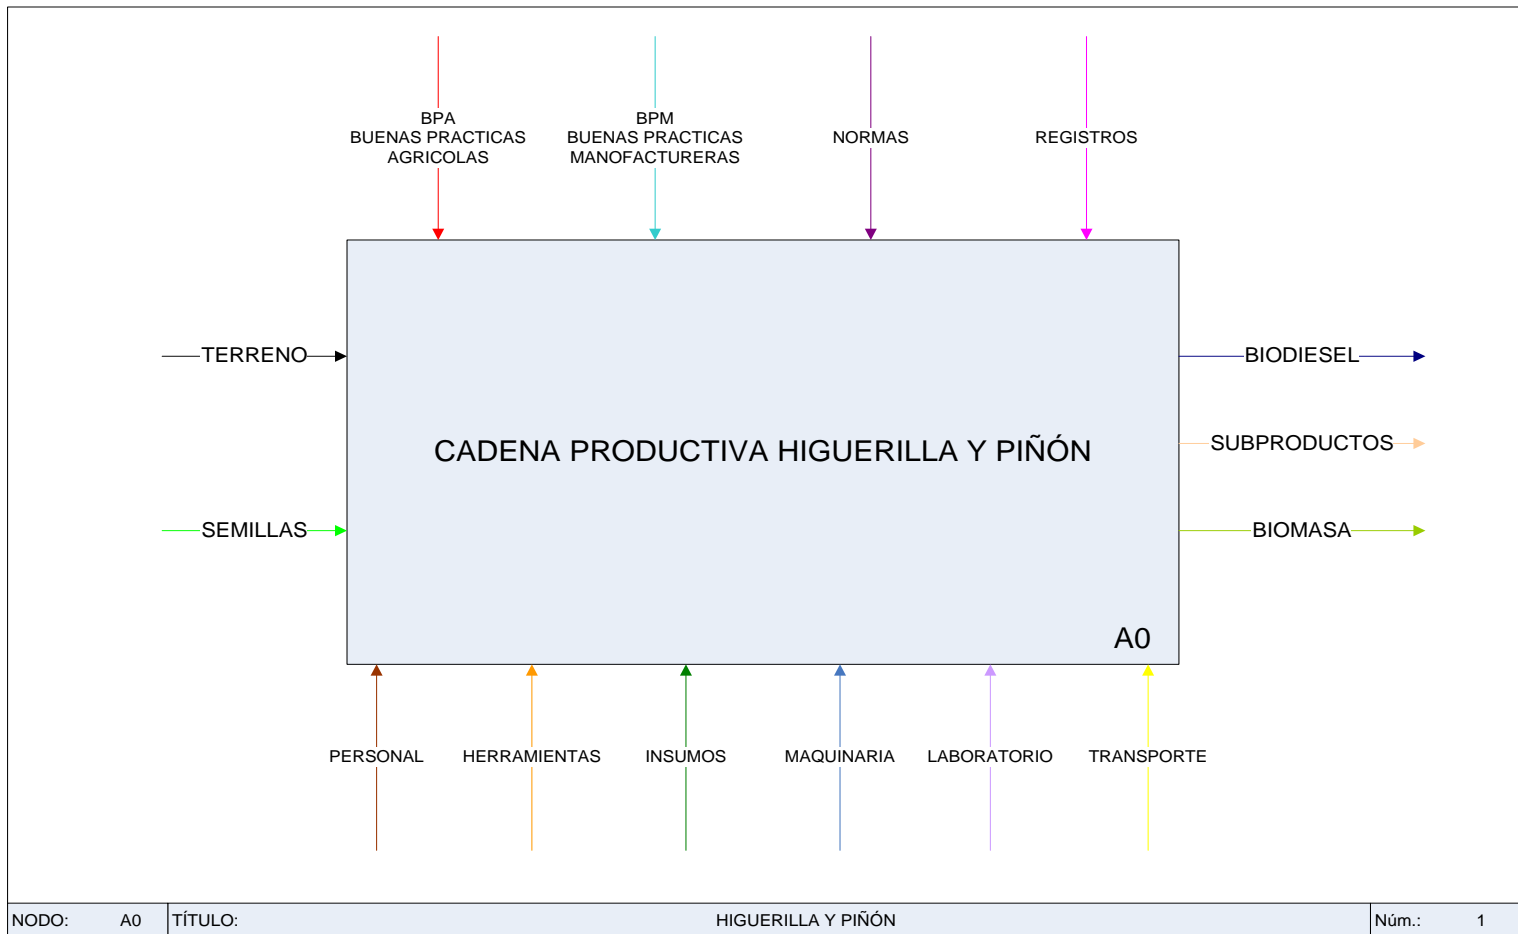 BPA
BUENAS PRACTICAS
AGRICOLAS
BPM
BUENAS PRACTICAS
MANOFACTURERAS
NORMAS
REGISTROS
TERRENO
SEMILLAS
CADENA PRODUCTIVA HIGUERILLA Y PIÑÓN
A0
BIODIESEL
SUBPRODUCTOS
BIOMASA
PERSONAL
HERRAMIENTAS
INSUMOS
MAQUINARIA
LABORATORIO
TRANSPORTE
NODO: A0
TÍTULO: HIGUERILLA Y PIÑÓN
Núm.: 1